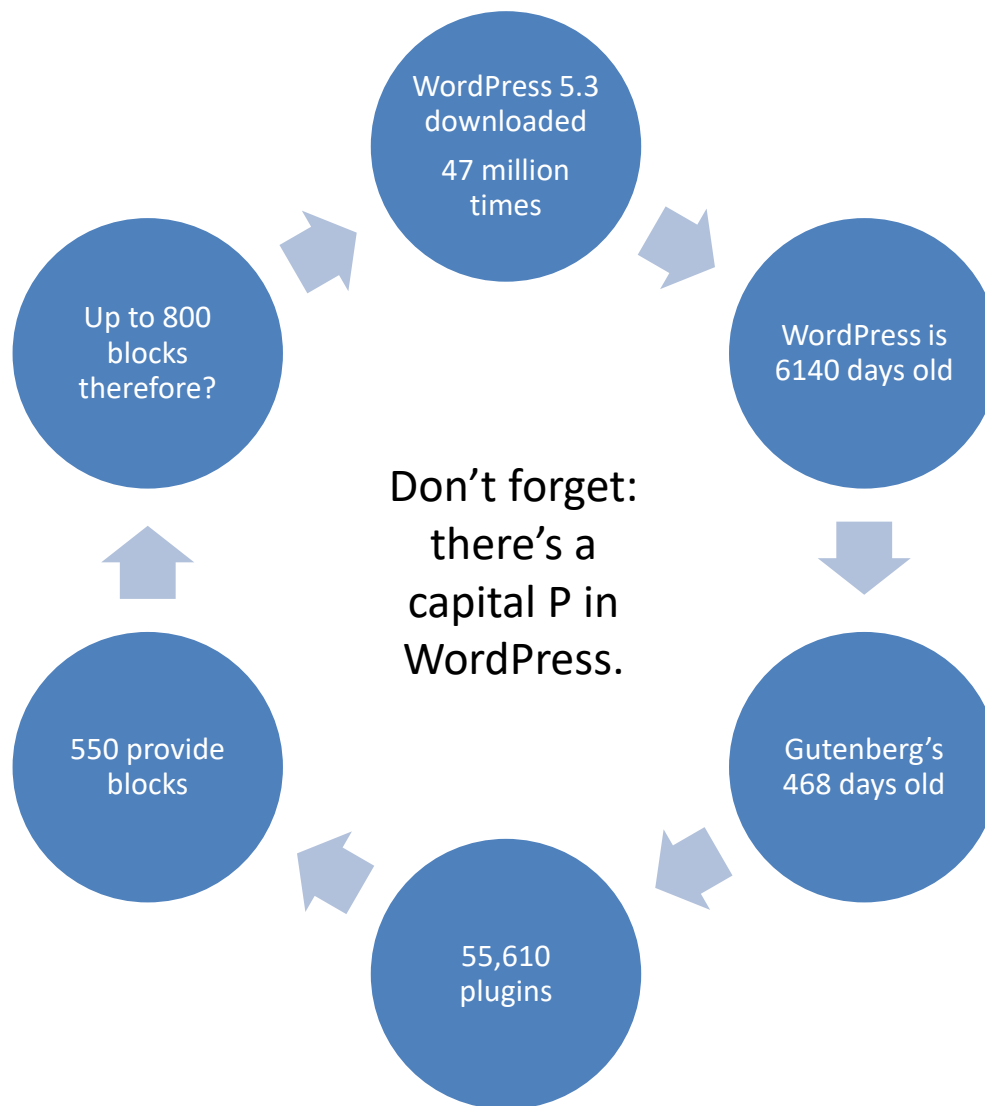 WordPress 5.3
downloaded
47 million
times
WordPress is
6140 days old
Gutenberg’s
468 days old
55,610
plugins
550 provide
blocks
Up to 800
blocks
therefore?
Don’t forget:
there’s a
capital P in
WordPress.